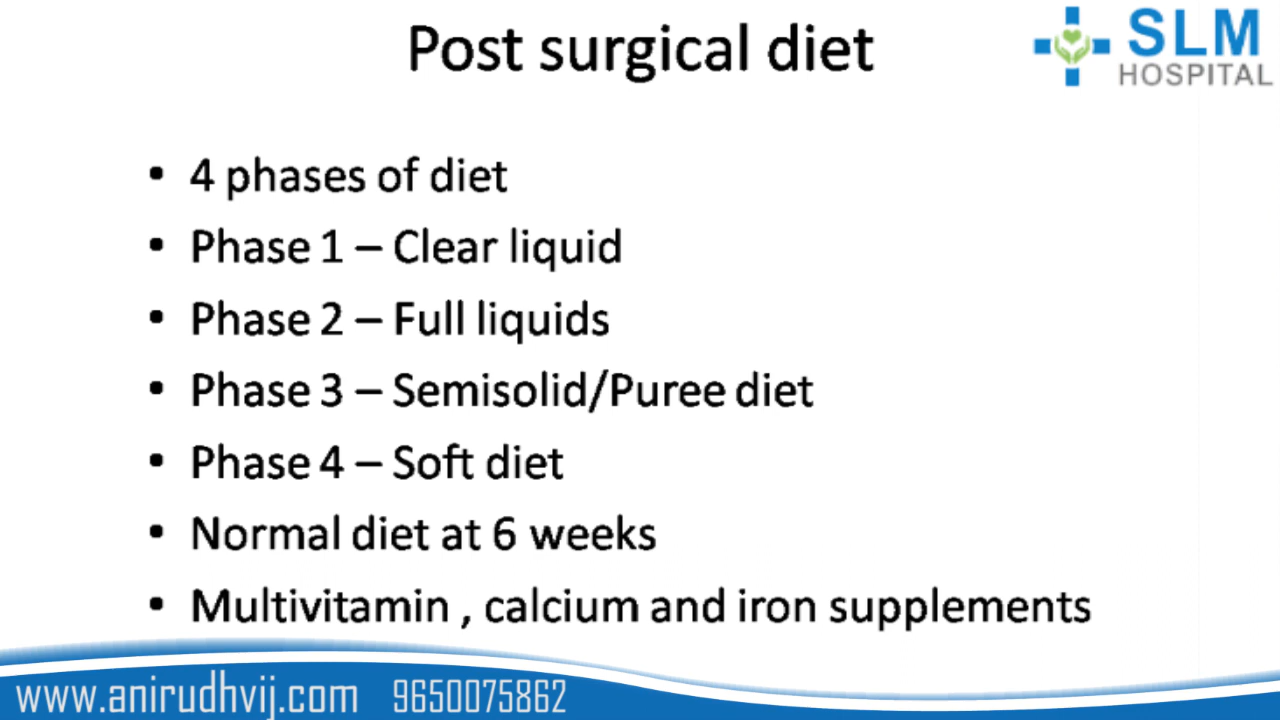 Post surgical diet
SLM
HOSPITAL
• 4 phases of diet
• Phase 1 – Clear liquid
• Phase 2 – Full liquids
• Phase 3 – Semisolid/Puree diet
• Phase 4 – Soft diet
• Normal diet at 6 weeks
• Multivitamin , calcium and iron supplements
www.anirudhvij.com 9650075862